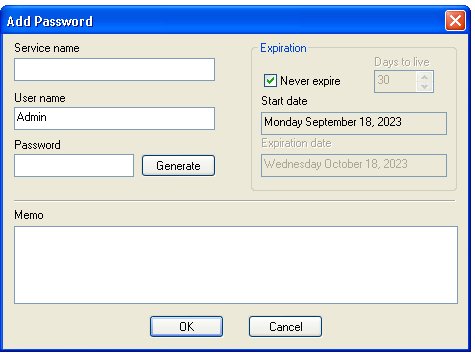 Add Password
Service name
User name
Admin
Password
Generate
Expiration
Never expire
Days to live
30
Start date
Monday September 18, 2023
Expiration date
Wednesday October 18, 2023
Memo
OK
Cancel